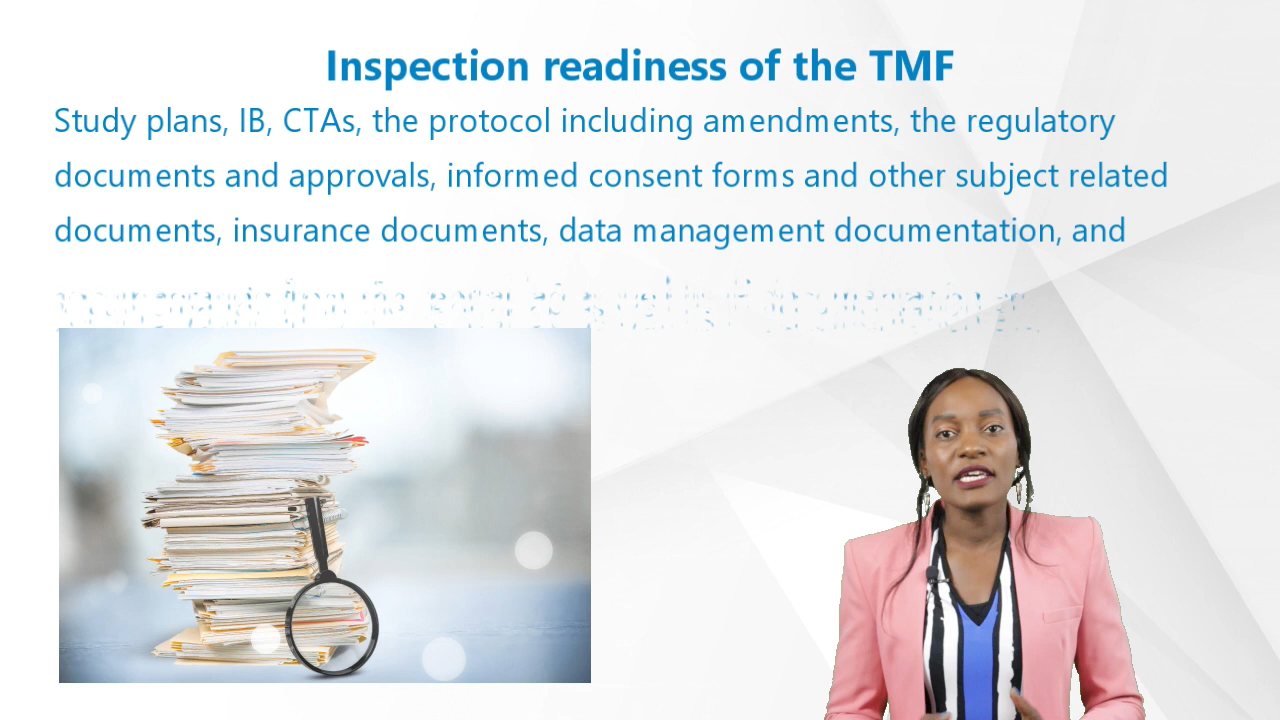 Inspection readiness of the TMF
Study plans, IB, CTAs, the protocol including amendments, the regulatory
documents and approvals, informed consent forms and other subject related
documents, insurance documents, data management documentation, and